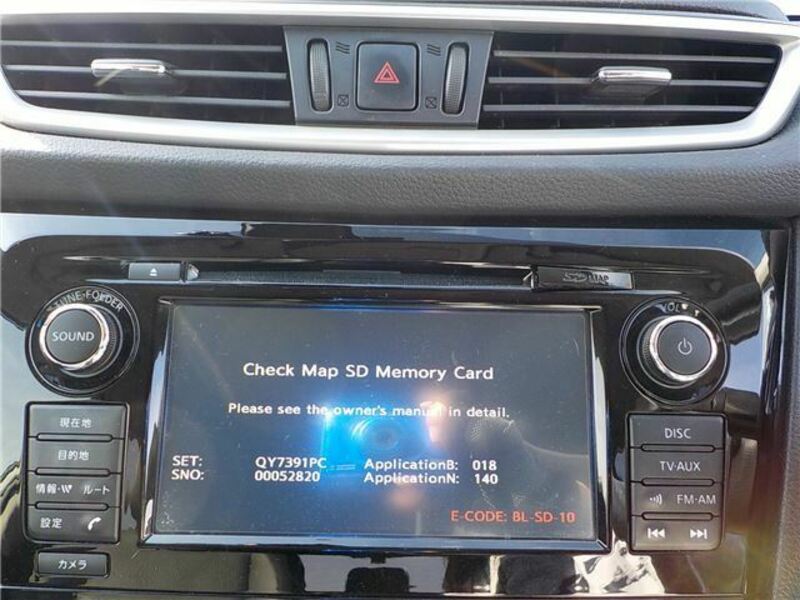 SD MAP
TUNE·FOLDER
SOUND
VOL
現在地
目的地
情報·VV ルート
設定
カメラ
Check Map SD Memory Card
Please see the owner's manual in detail.
SET: QY7391PC ApplicationB: 018
SNO: 00052820 ApplicationN: 140
E-CODE: BL-SD-10
DISC
TV·AUX
FM·AM